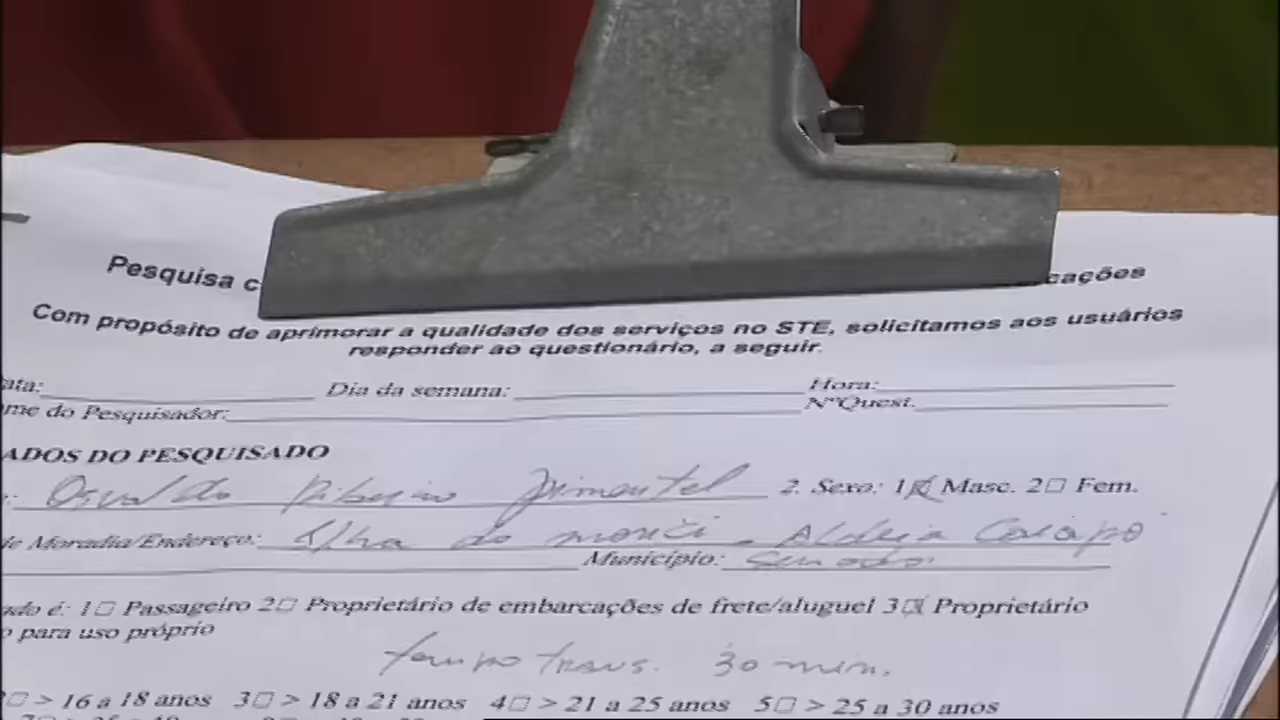 Pesquisa c cações
Com propósito de aprimorar a qualidade dos serviços no STE, solicitamos aos usuários
responder ao questionário, a seguir.
ata: Dia da semana: Hora:
me do Pesquisador: NºQuest.
ADOS DO PESQUISADO
: Osvaldo Ribeiro Pimentel 2. Sexo: 1☒ Masc. 2□ Fem.
de Moradia/Endereço: Ilha do
Município:
ado é: 1□ Passageiro 2□ Proprietário de embarcações de frete/aluguel 3☒ Proprietário
o para uso próprio
tempo trans. 30 min.
□ > 16 a 18 anos 3□ > 18 a 21 anos 4□ > 21 a 25 anos 5□ > 25 a 30 anos